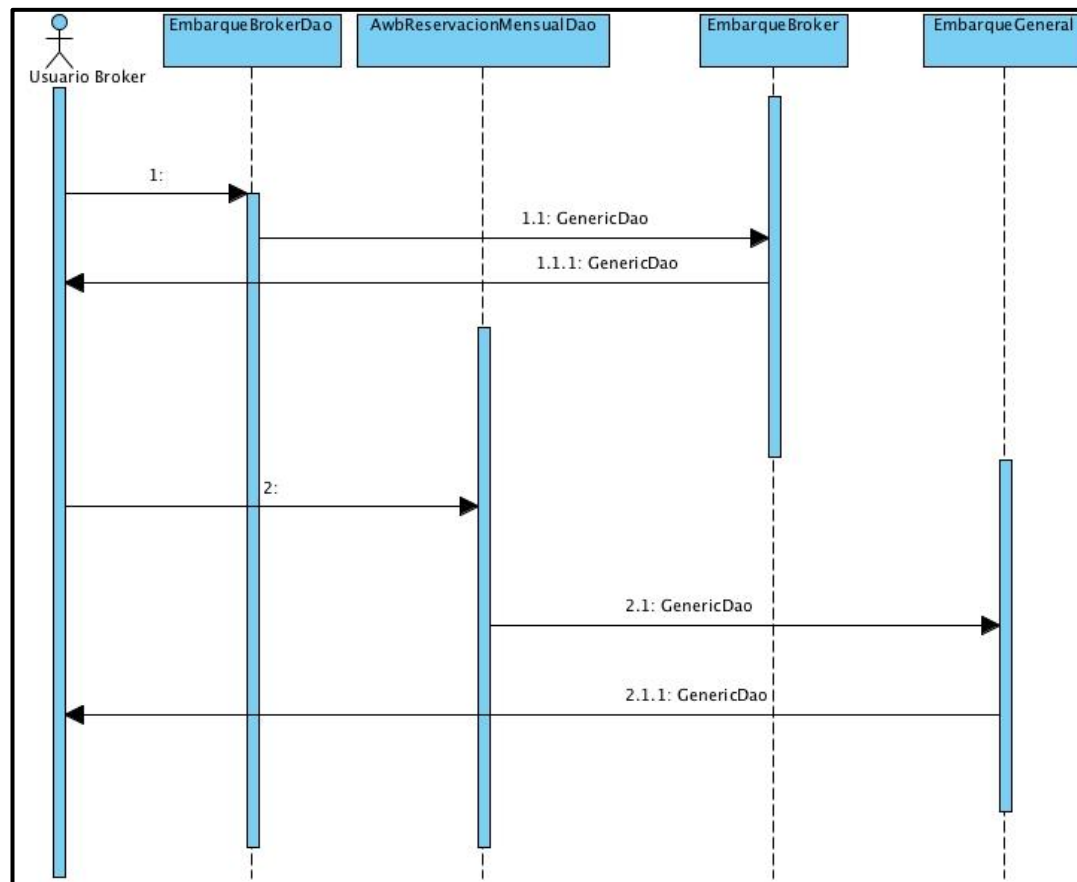 EmbarqueBrokerDao
AwbReservacionMensualDao
EmbarqueBroker
EmbarqueGeneral
Usuario Broker
1:
1.1: GenericDao
1.1.1: GenericDao
2:
2.1: GenericDao
2.1.1: GenericDao